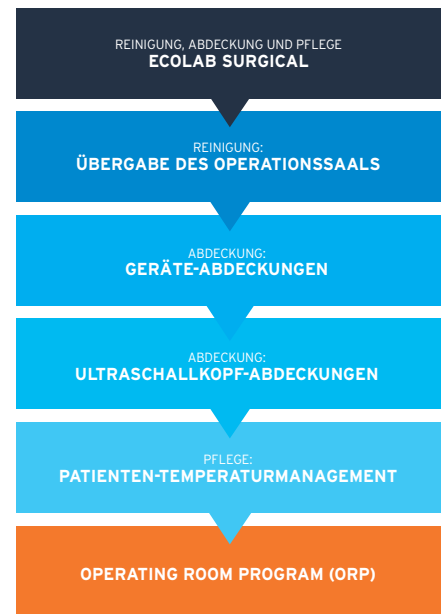 REINIGUNG, ABDECKUNG UND PFLEGE
ECOLAB SURGICAL
REINIGUNG:
ÜBERGABE DES OPERATIONSSAALS
ABDECKUNG:
GERÄTE-ABDECKUNGEN
ABDECKUNG:
ULTRASCHALLKOPF-ABDECKUNGEN
PFLEGE:
PATIENTEN-TEMPERATURMANAGEMENT
OPERATING ROOM PROGRAM (ORP)